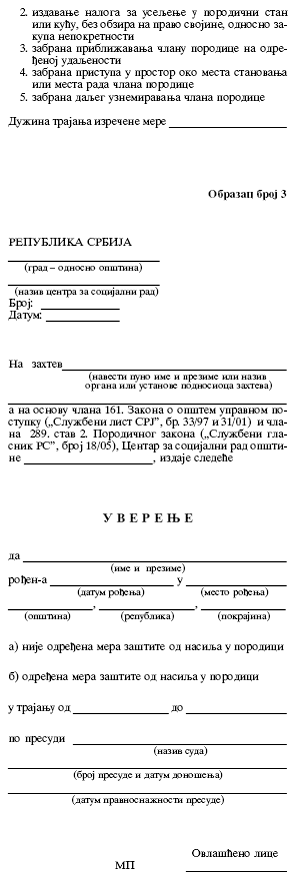 2. издавање налога за усељење у породични стан
или кућу, без обзира на право својине, односно за-
купа непокретности
3. забрана приближавања члану породице на одре-
ђеној удаљености
4. забрана приступа у простор око места становања
или места рада члана породице
5. забрана даљег узнемиравања члана породице
Дужина трајања изречене мере
Образац број 3
РЕПУБЛИКА СРБИЈА
(град – односно општина)
(назив центра за социјални рад)
Број:
Датум:
На захтев
(навести пуно име и презиме или назив
органа или установе подносиоца захтева)
а на основу члана 161. Закона о општем управном по-
ступку („Службени лист СРЈ”, бр. 33/97 и 31/01) и чла-
на 289. став 2. Породичног закона („Службени гла-
сник РС”, број 18/05), Центар за социјални рад општи-
не , издаје следеће
У В Е Р Е Њ Е
да
(име и презиме)
рођен-а у
(датум рођења) (место рођења)
, ,
(општина) (република) (покрајина)
а) није одређена мера заштите од насиља у породици
б) одређена мера заштите од насиља у породици
у трајању од до
по пресуди
(назив суда)
(број пресуде и датум доношења)
(датум правоснажности пресуде)
Овлашћено лице
МП